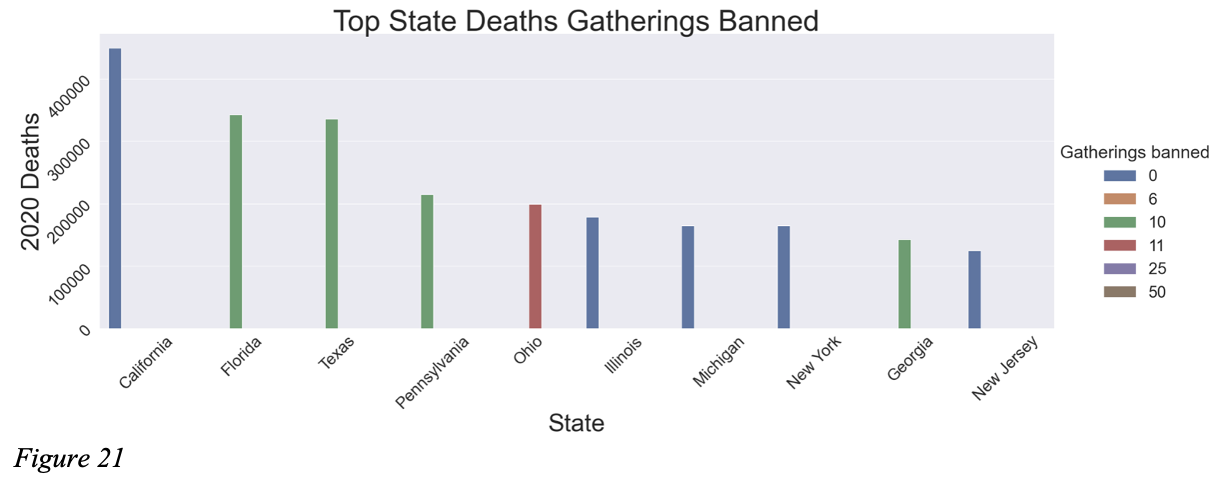 Top State Deaths Gatherings Banned
2020 Deaths
400000
300000
200000
100000
0
California
Florida
Texas
Pennsylvania
Ohio
Illinois
Michigan
New York
Georgia
New Jersey
State
Gatherings banned
0
6
10
11
25
50
Figure 21